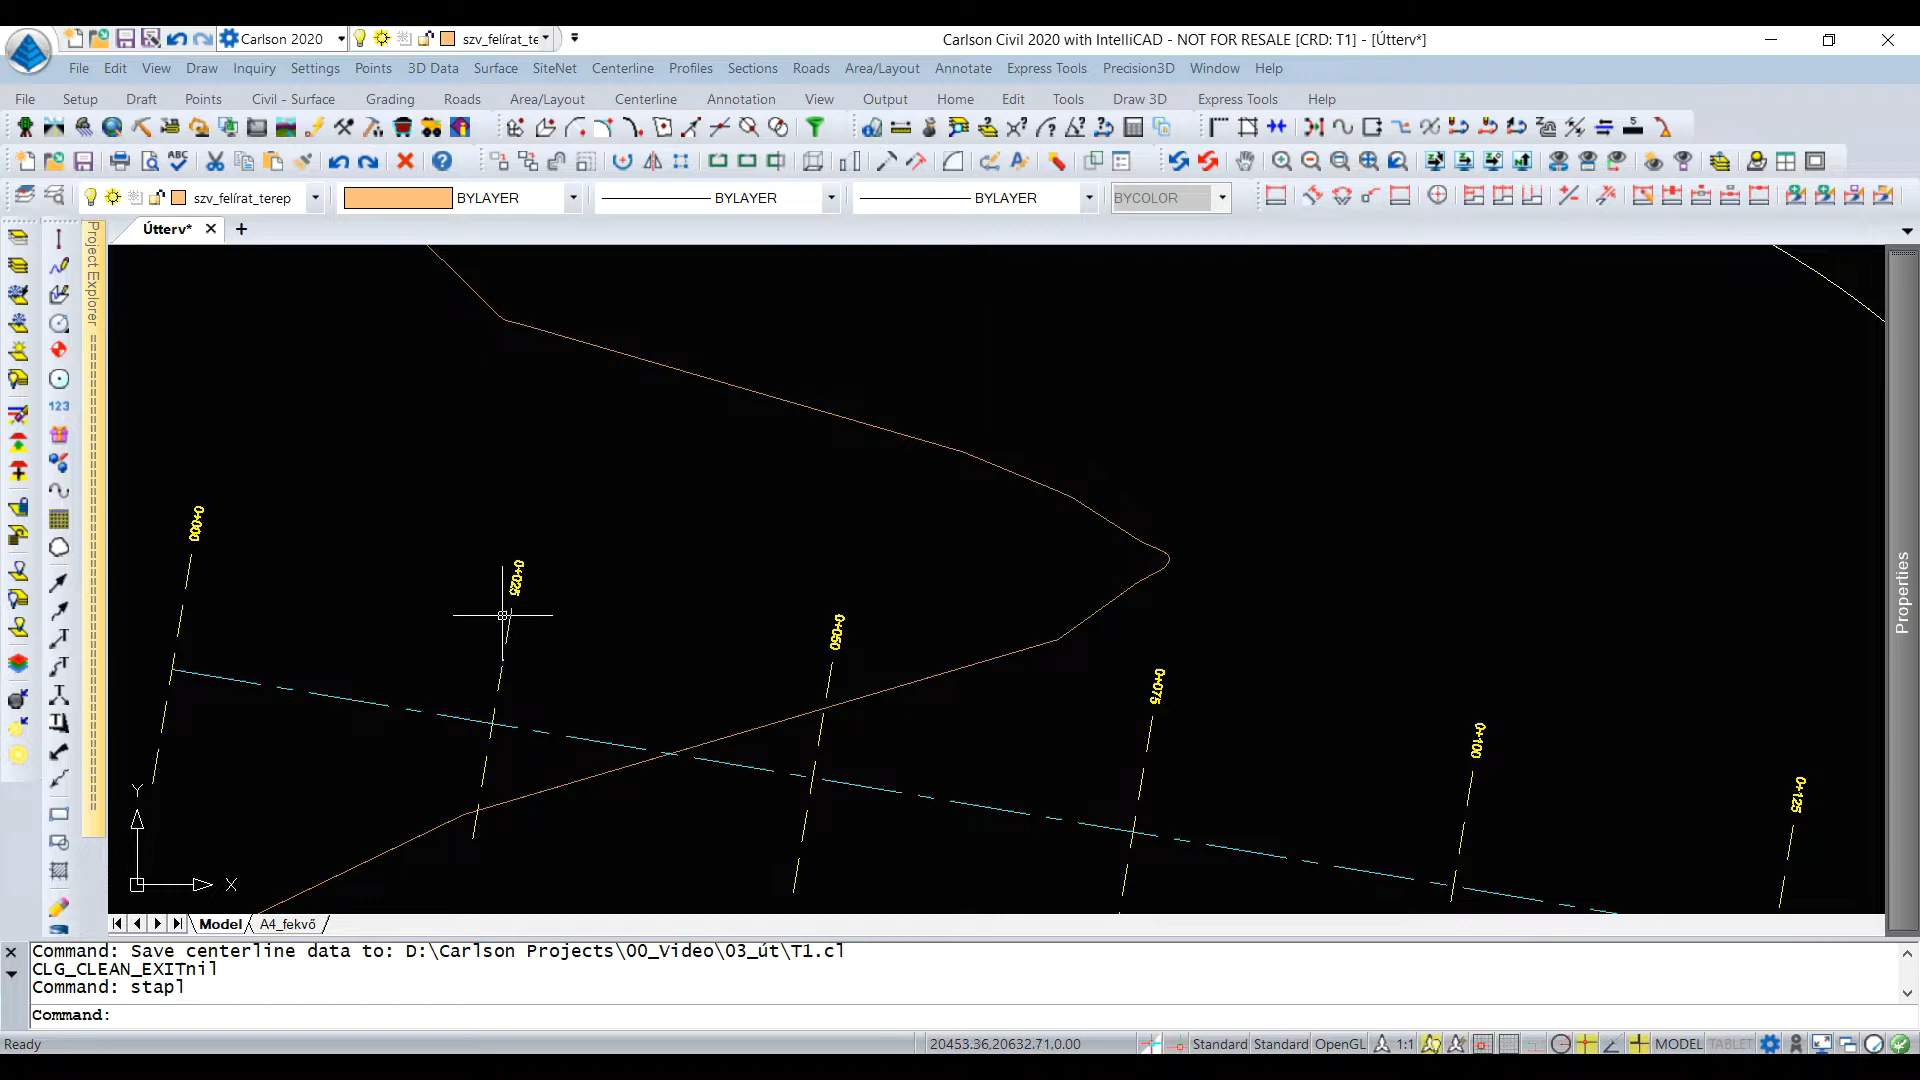 Carlson 2020 szv_felírat_te Carlson Civil 2020 with IntelliCAD - NOT FOR RESALE [CRD: T1] - [Útterv*]
File Edit View Draw Inquiry Settings Points 3D Data Surface SiteNet Centerline Profiles Sections Roads Area/Layout Annotate Express Tools Precision3D Window Help
File Setup Draft Points Civil - Surface Grading Roads Area/Layout Centerline Annotation View Output Home Edit Tools Draw 3D Express Tools Help
szv_felírat_terep BYLAYER BYLAYER BYLAYER BYCOLOR
Útterv*
Project Explorer
123
0+000
0+025
0+050
0+075
0+100
0+125
Y
X
Properties
Model A4_fekvő
Command: Save centerline data to: D:\Carlson Projects\00_Video\03_út\T1.cl
CLG_CLEAN_EXITnil
Command: stapl
Command:
Ready 20453.36,20632.71,0.00 Standard Standard OpenGL 1:1 MODEL TABLET